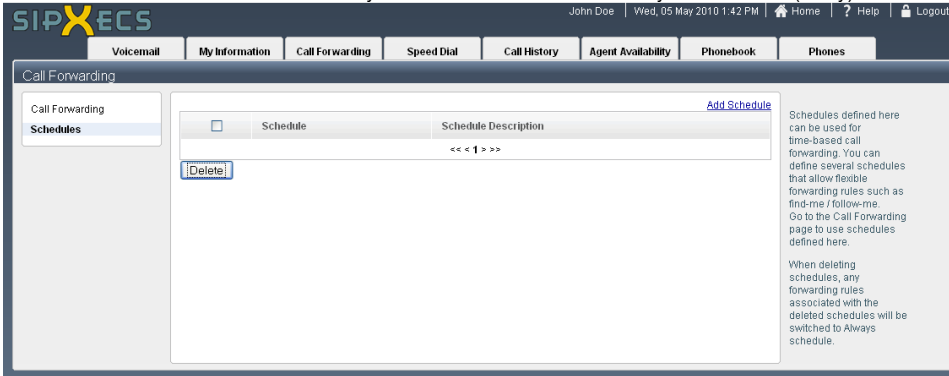 SIPXECS
John Doe | Wed, 05 May 2010 1:42 PM | Home | ? Help | Logout
Voicemail My Information Call Forwarding Speed Dial Call History Agent Availability Phonebook Phones
Call Forwarding
Call Forwarding
Schedules
Add Schedule
Schedule Schedule Description
<< < 1 > >>
Delete
Schedules defined here
can be used for
time-based call
forwarding. You can
define several schedules
that allow flexible
forwarding rules such as
find-me / follow-me.
Go to the Call Forwarding
page to use schedules
defined here.
When deleting
schedules, any
forwarding rules
associated with the
deleted schedules will be
switched to Always
schedule.